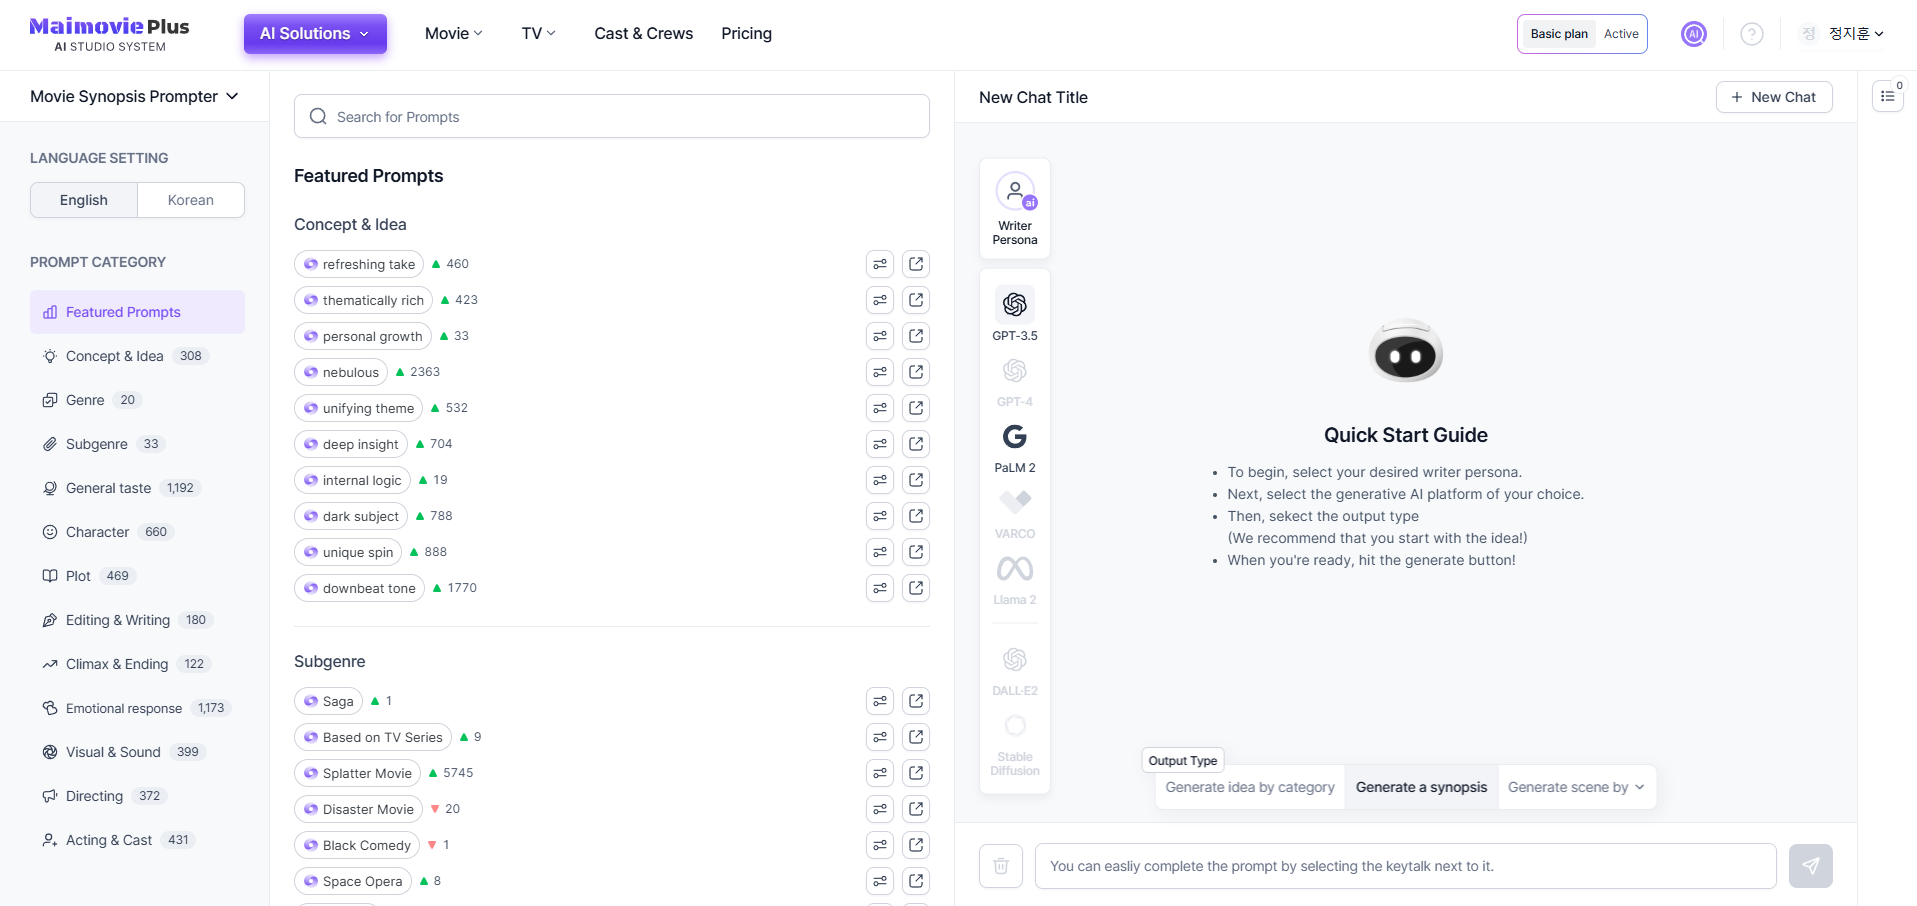 Maimovie Plus
AI STUDIO SYSTEM
AI Solutions
Movie
TV
Cast & Crews
Pricing
Basic plan
Active
AI
?
정
정지훈
Movie Synopsis Prompter
LANGUAGE SETTING
English
Korean
PROMPT CATEGORY
Featured Prompts
Concept & Idea 308
Genre 20
Subgenre 33
General taste 1,192
Character 660
Plot 469
Editing & Writing 180
Climax & Ending 122
Emotional response 1,173
Visual & Sound 399
Directing 372
Acting & Cast 431
Search for Prompts
Featured Prompts
Concept & Idea
refreshing take 460
thematically rich 423
personal growth 33
nebulous 2363
unifying theme 532
deep insight 704
internal logic 19
dark subject 788
unique spin 888
downbeat tone 1770
Subgenre
Saga 1
Based on TV Series 9
Splatter Movie 5745
Disaster Movie 20
Black Comedy 1
Space Opera 8
New Chat Title
+ New Chat
0
ai
Writer
Persona
GPT-3.5
GPT-4
PaLM 2
VARCO
Llama 2
DALL·E2
Stable
Diffusion
Quick Start Guide
• To begin, select your desired writer persona.
• Next, select the generative AI platform of your choice.
• Then, sekect the output type
(We recommend that you start with the idea!)
• When you're ready, hit the generate button!
Output Type
Generate idea by category
Generate a synopsis
Generate scene by
You can easliy complete the prompt by selecting the keytalk next to it.